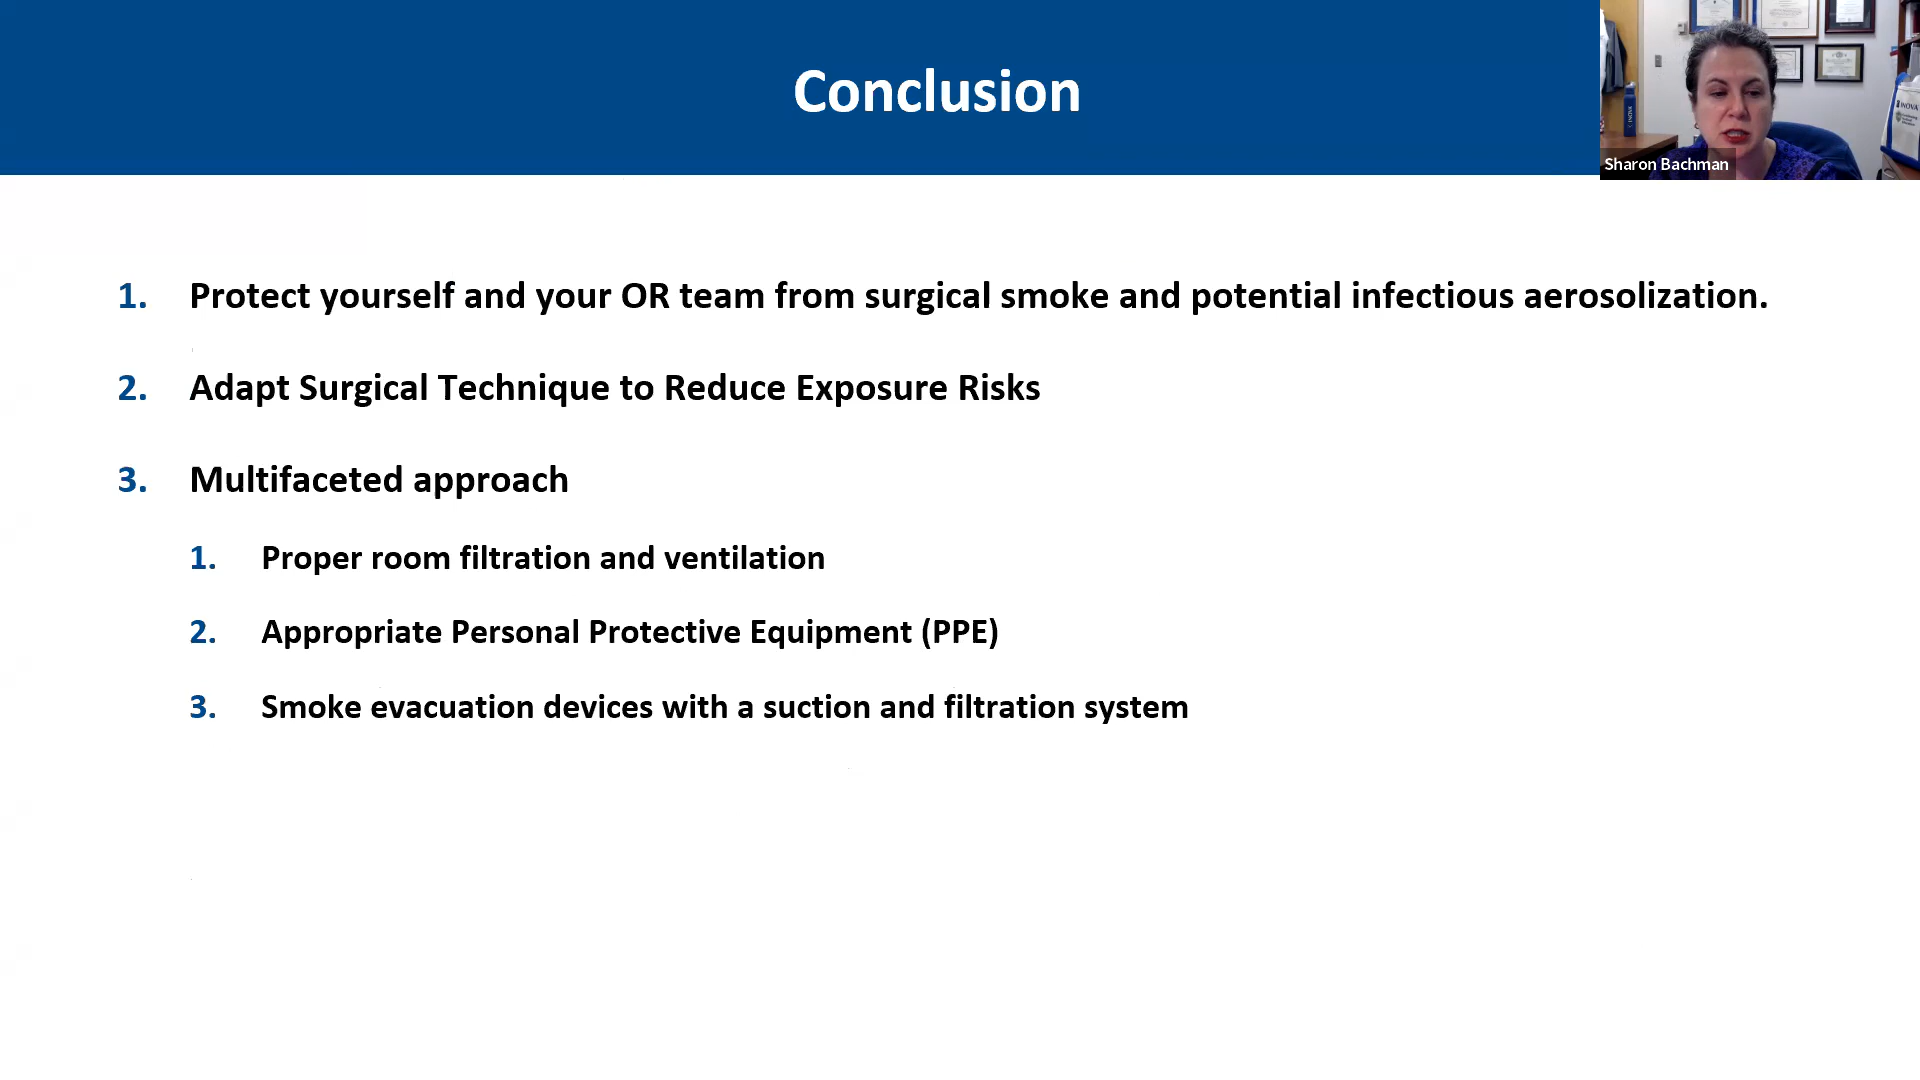 Conclusion
Sharon Bachman
INOVA
INOVA
1. Protect yourself and your OR team from surgical smoke and potential infectious aerosolization.
2. Adapt Surgical Technique to Reduce Exposure Risks
3. Multifaceted approach
1. Proper room filtration and ventilation
2. Appropriate Personal Protective Equipment (PPE)
3. Smoke evacuation devices with a suction and filtration system